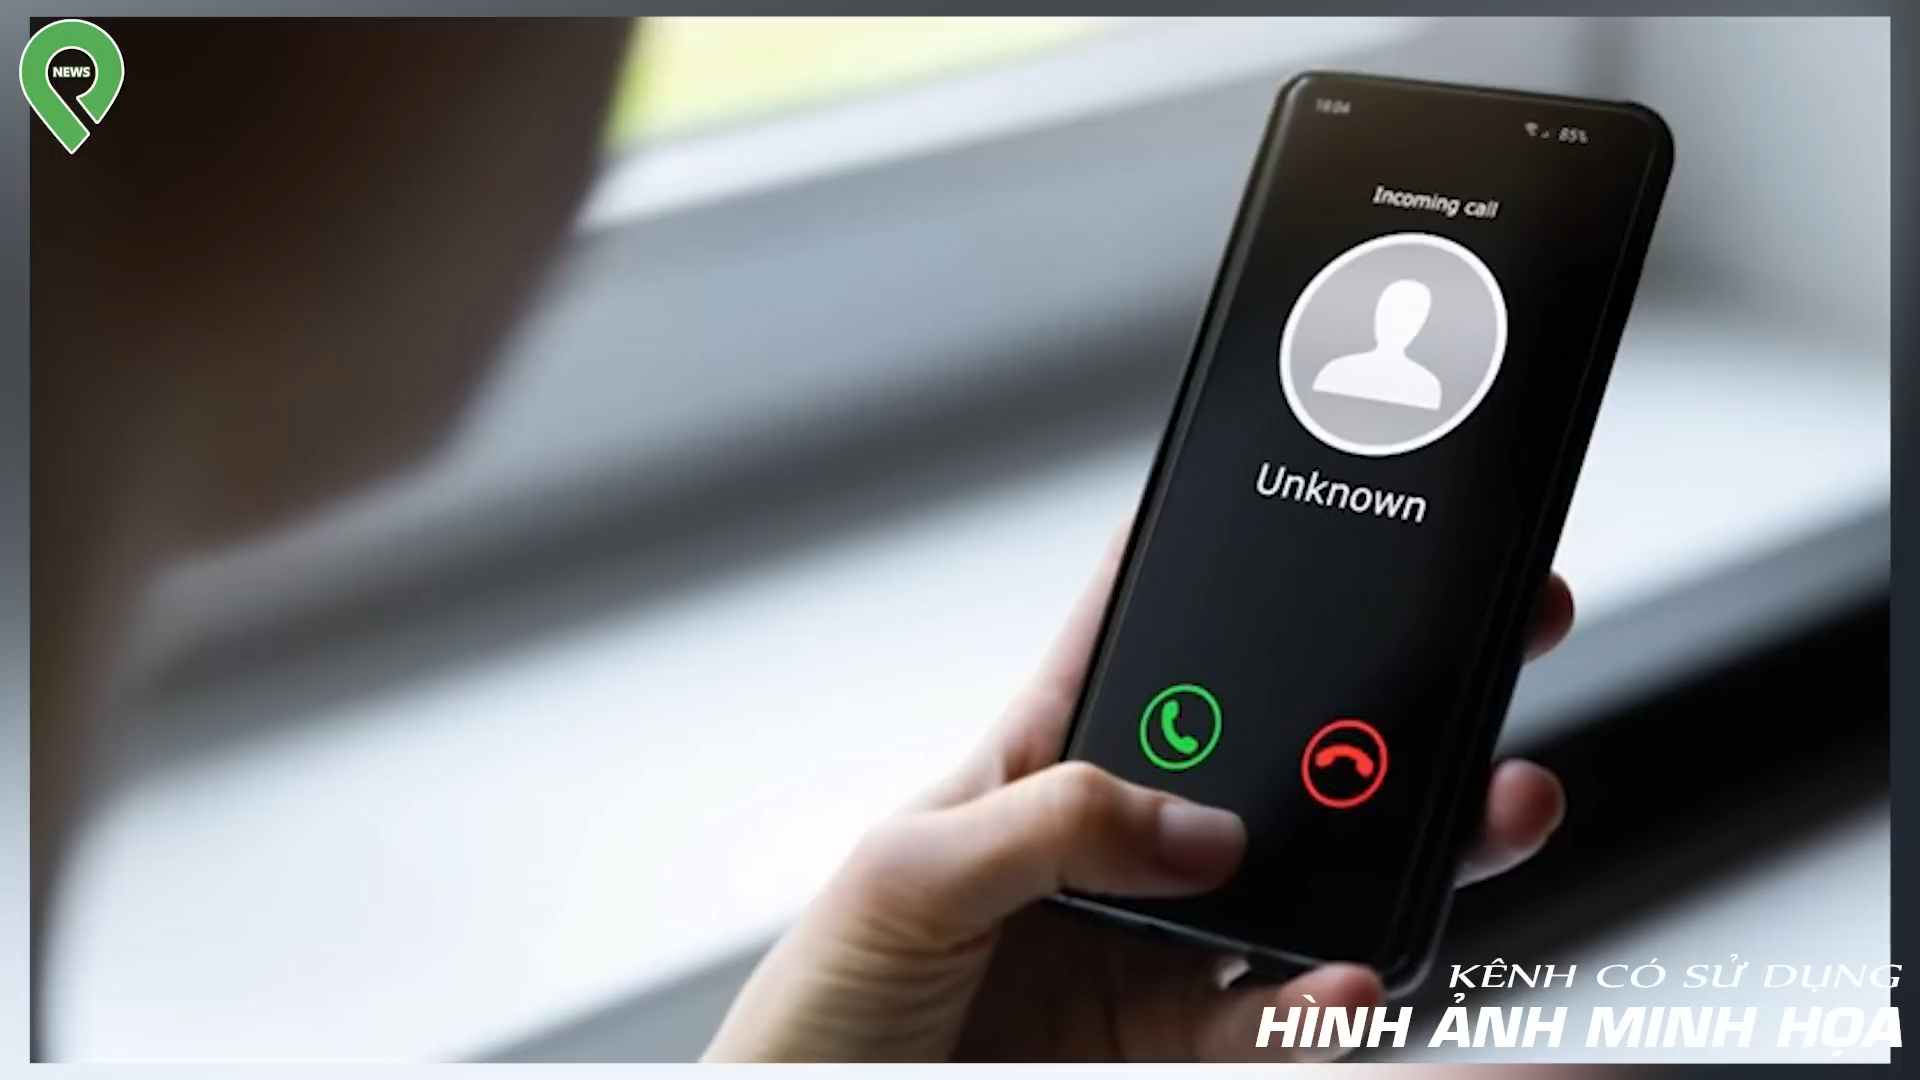 NEWS
18:04
85%
Incoming call
Unknown
KÊNH CÓ SỬ DỤNG
HÌNH ẢNH MINH HỌA